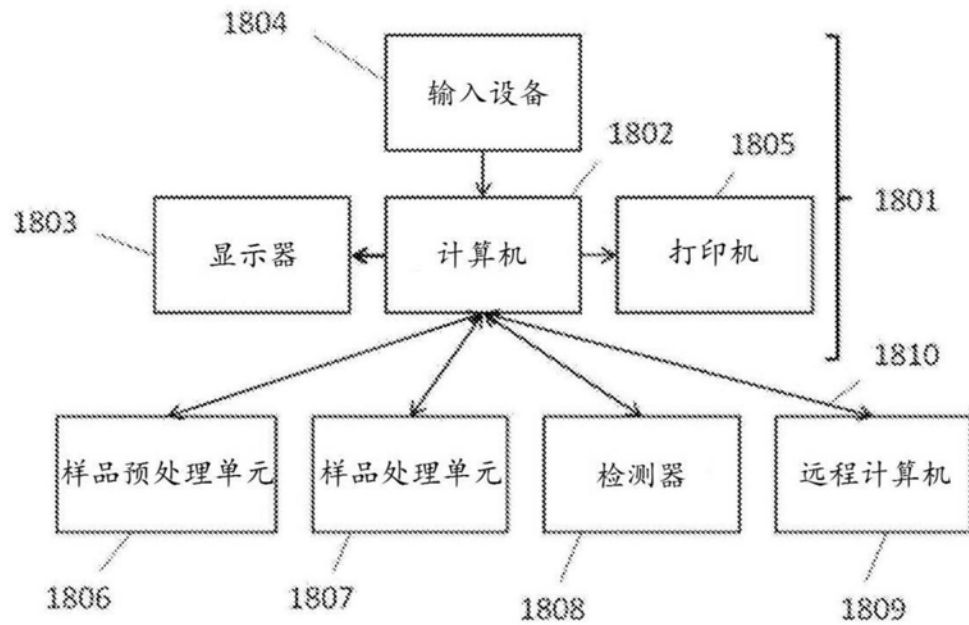 1804
输入设备
1802
1805
1803
显示器
计算机
打印机
1801
1810
样品预处理单元
样品处理单元
检测器
远程计算机
1806
1807
1808
1809